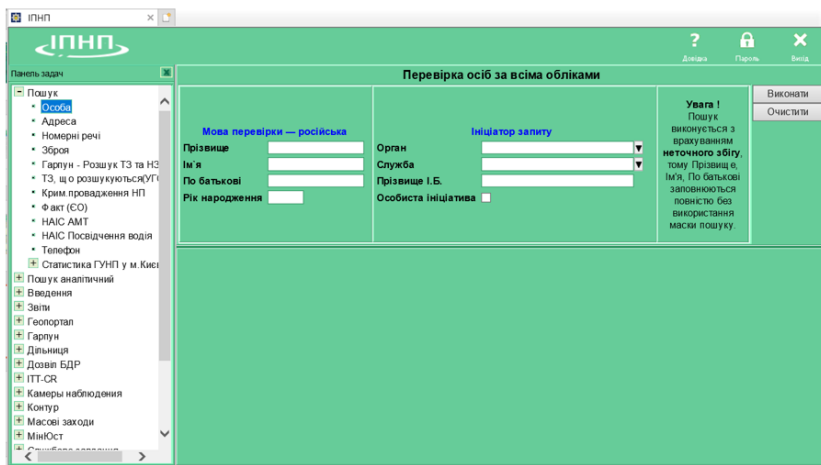 ІПНП
ІПНП
Довідка
Пароль
Вихід
Панель задач
Пошук
Особа
Адреса
Номерні речі
Зброя
Гарпун - Розшук ТЗ та НЗ
ТЗ, що розшукуються(УГІ
Крим.провадження НП
Факт (ЄО)
НАІС АМТ
НАІС Посвідчення водія
Телефон
Статистика ГУНП у м.Києі
Пошук аналітичний
Введення
Звіти
Геопортал
Гарпун
Дільниця
Дозвіл БДР
ITT-CR
Камеры наблюдения
Контур
Масові заходи
МінЮст
Перевірка осіб за всіма обліками
Мова перевірки — російська
Прізвище
Ім`я
По батькові
Рік народження
Ініціатор запиту
Орган
Служба
Прізвище І.Б.
Особиста ініціатива
Увага !
Пошук
виконується з
врахуванням
неточного збігу,
тому Прізвище,
Ім'я, По батькові
заповнюються
повністю без
використання
маски пошуку.
Виконати
Очистити